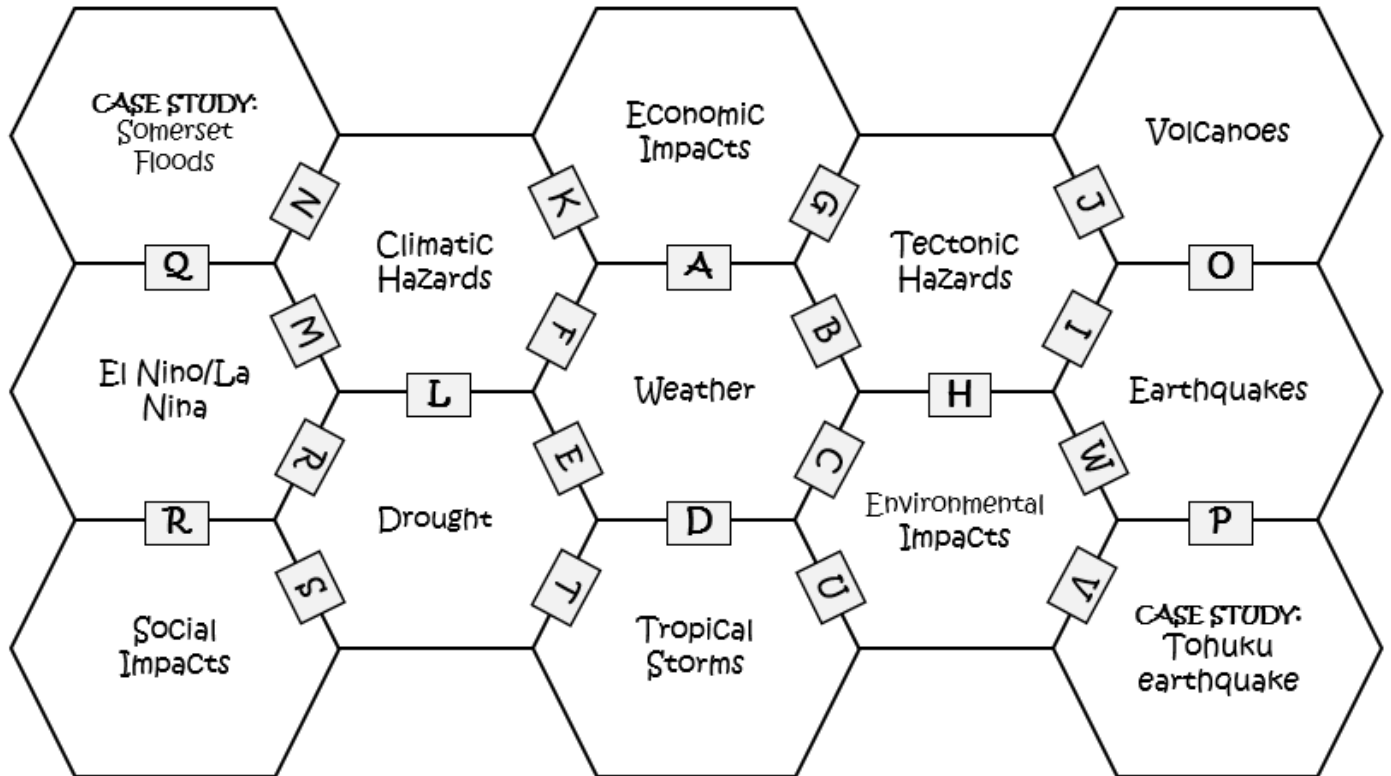 CASE STUDY:
Somerset
Floods
Economic
Impacts
Volcanoes
N
K
G
J
Climatic
Hazards
Tectonic
Hazards
Q
A
O
M
F
B
I
El Nino/La
Nina
L
Weather
H
Earthquakes
R
E
C
W
Drought
Environmental
Impacts
R
D
P
S
T
U
V
Social
Impacts
Tropical
Storms
CASE STUDY:
Tohuku
earthquake